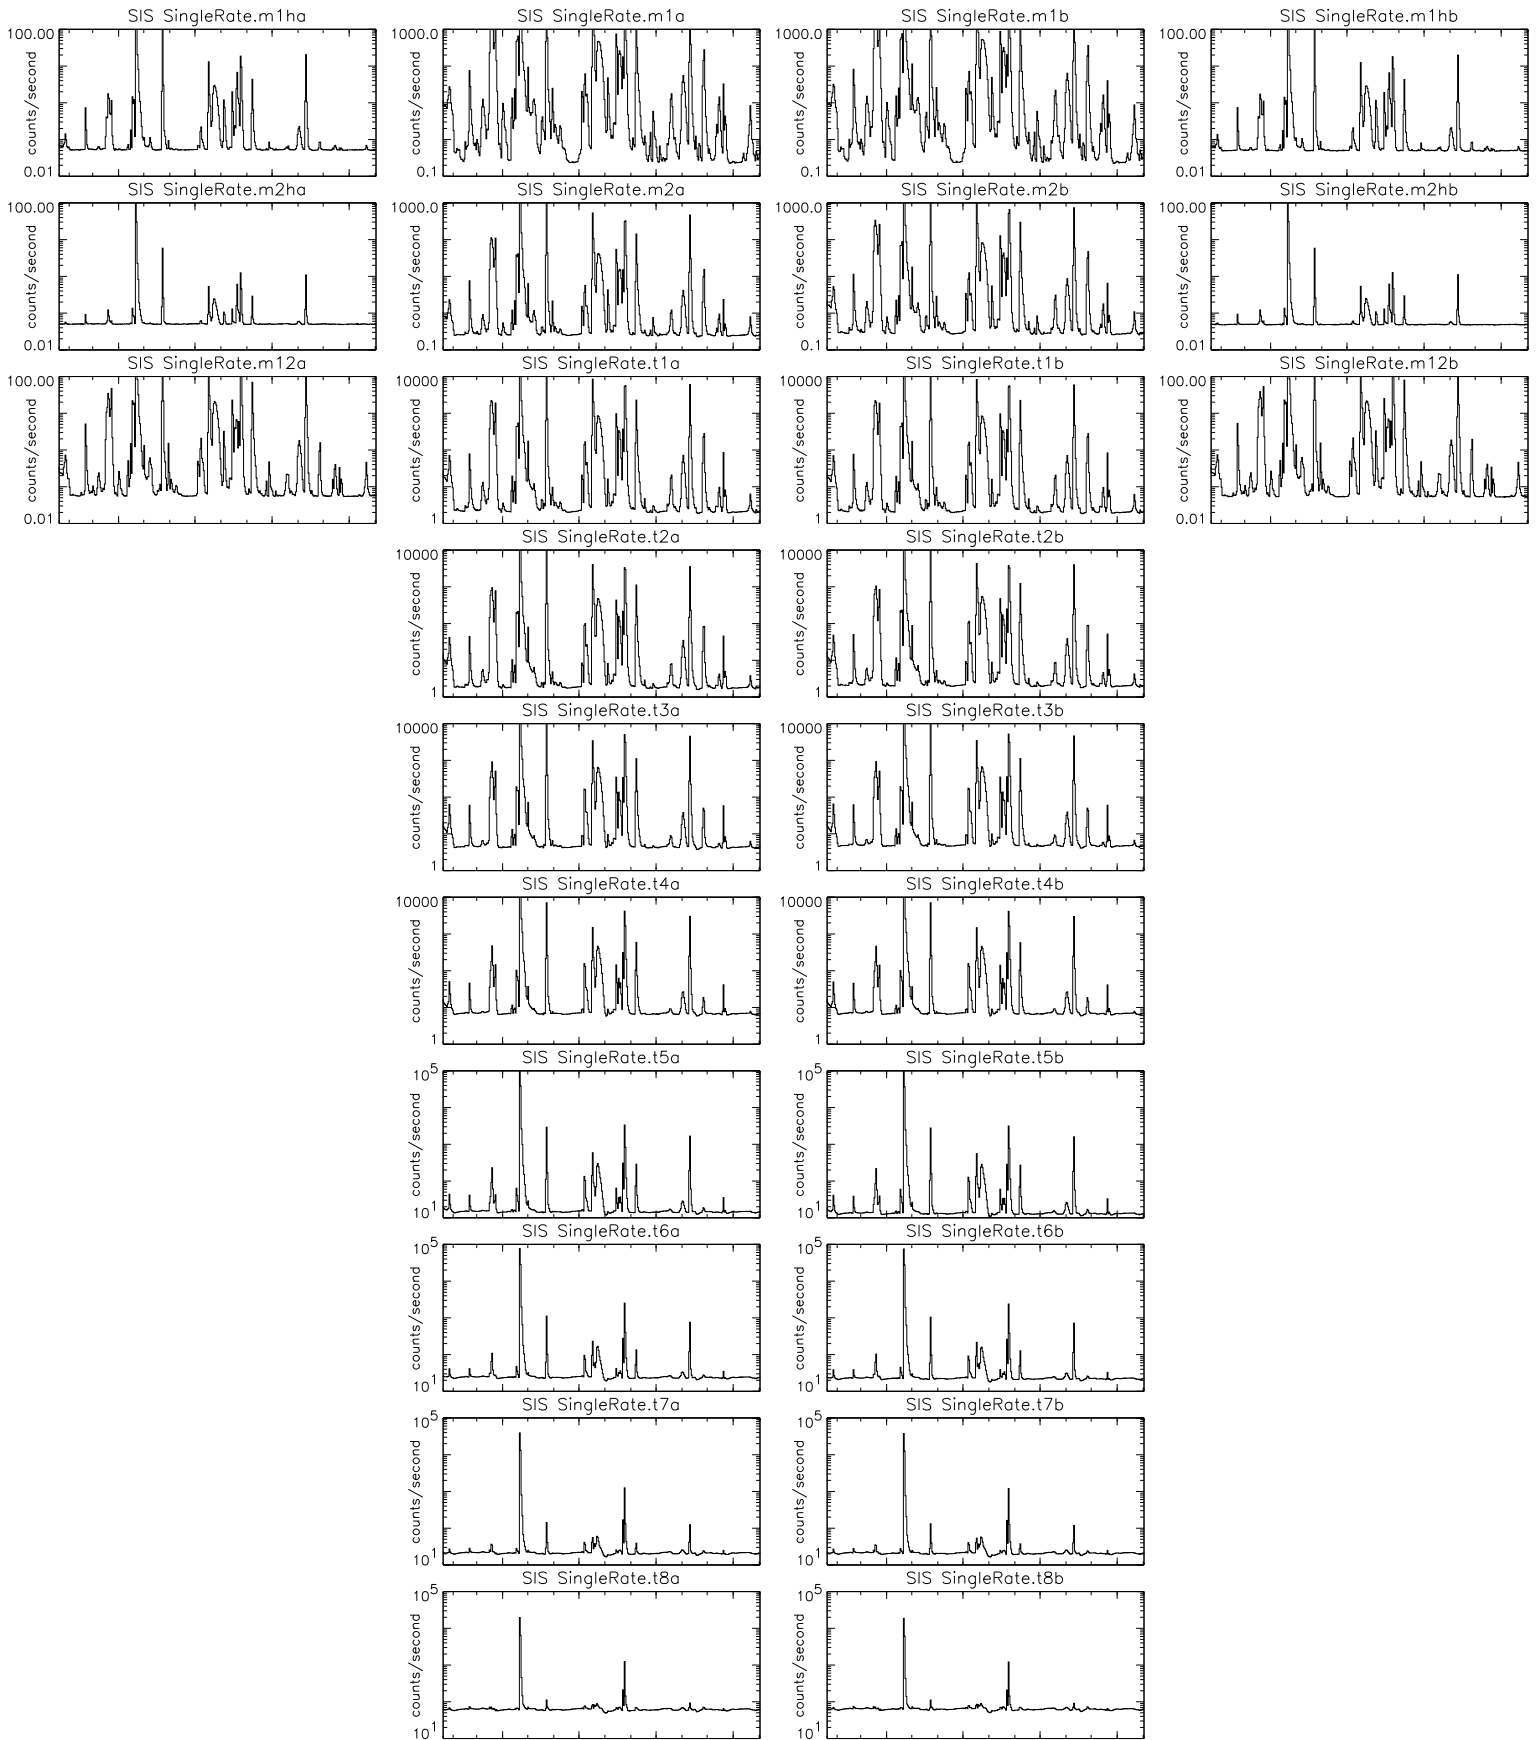 SIS SingleRate.m1ha
SIS SingleRate.m1a
SIS SingleRate.m1b
SIS SingleRate.m1hb
100.00
counts/second
0.01
1000.0
counts/second
0.1
1000.0
counts/second
0.1
100.00
counts/second
0.01
SIS SingleRate.m2ha
SIS SingleRate.m2a
SIS SingleRate.m2b
SIS SingleRate.m2hb
100.00
counts/second
0.01
1000.0
counts/second
0.1
1000.0
counts/second
0.1
100.00
counts/second
0.01
SIS SingleRate.m12a
SIS SingleRate.t1a
SIS SingleRate.t1b
SIS SingleRate.m12b
100.00
counts/second
0.01
10000
counts/second
1
10000
counts/second
1
100.00
counts/second
0.01
SIS SingleRate.t2a
SIS SingleRate.t2b
10000
counts/second
1
10000
counts/second
1
SIS SingleRate.t3a
SIS SingleRate.t3b
10000
counts/second
1
10000
counts/second
1
SIS SingleRate.t4a
SIS SingleRate.t4b
10000
counts/second
1
10000
counts/second
1
SIS SingleRate.t5a
SIS SingleRate.t5b
10^5
counts/second
10^1
10^5
counts/second
10^1
SIS SingleRate.t6a
SIS SingleRate.t6b
10^5
counts/second
10^1
10^5
counts/second
10^1
SIS SingleRate.t7a
SIS SingleRate.t7b
10^5
counts/second
10^1
10^5
counts/second
10^1
SIS SingleRate.t8a
SIS SingleRate.t8b
10^5
counts/second
10^1
10^5
counts/second
10^1